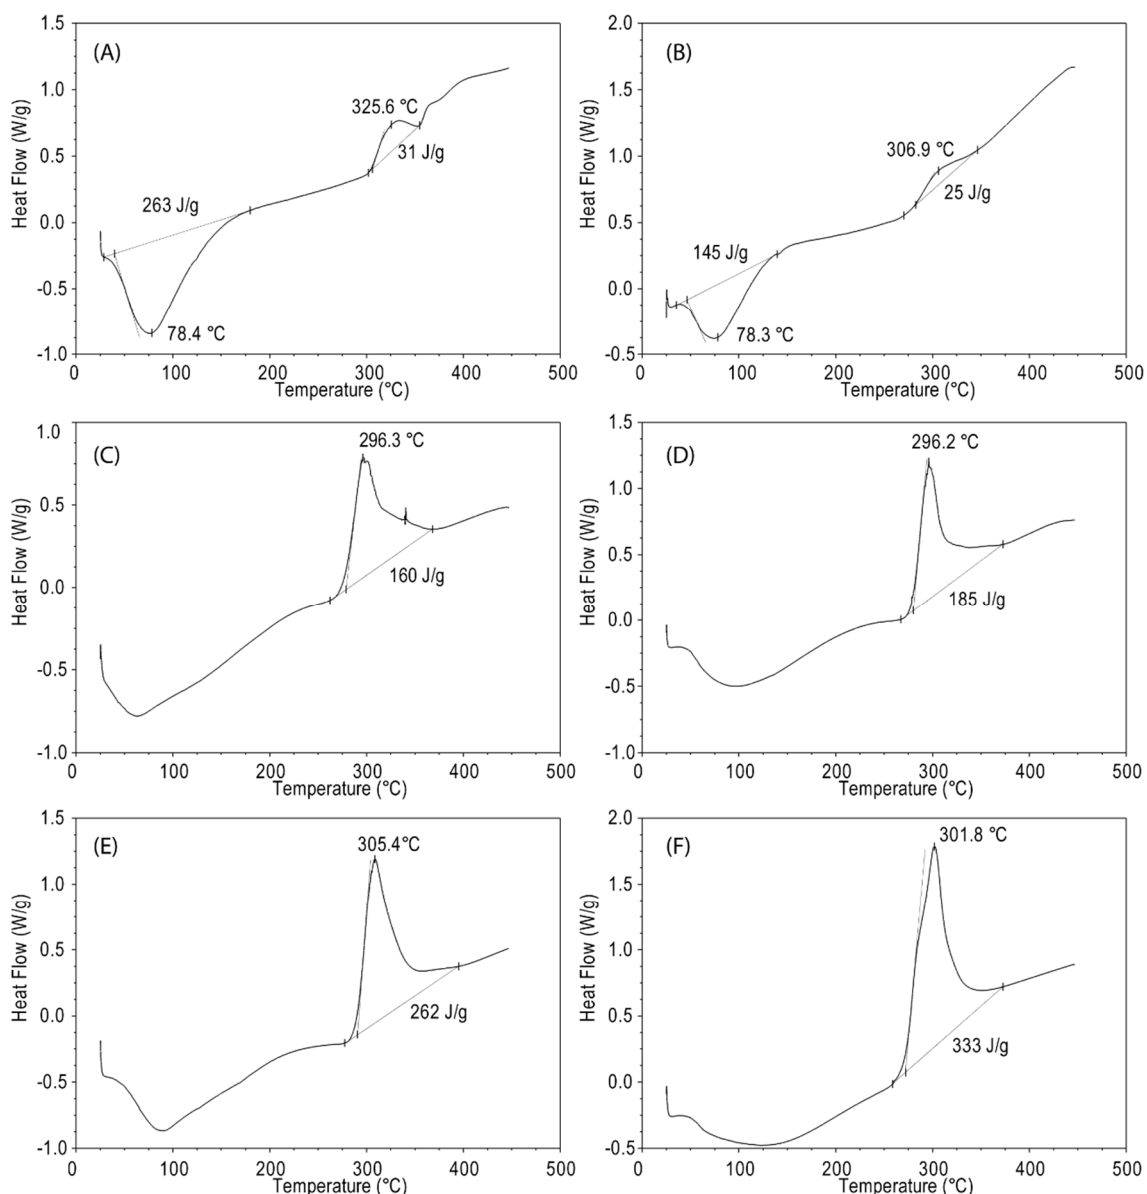 (A)
1.5
1.0
0.5
0.0
-0.5
-1.0
Heat Flow (W/g)
325.6 °C
31 J/g
263 J/g
78.4 °C
0 100 200 300 400 500
Temperature (°C)
(B)
2.0
1.5
1.0
0.5
0.0
-0.5
Heat Flow (W/g)
306.9 °C
25 J/g
145 J/g
78.3 °C
0 100 200 300 400 500
Temperature (°C)
(C)
1.0
0.5
0.0
-0.5
-1.0
Heat Flow (W/g)
296.3 °C
160 J/g
0 100 200 300 400 500
Temperature (°C)
(D)
1.5
1.0
0.5
0.0
-0.5
-1.0
Heat Flow (W/g)
296.2 °C
185 J/g
0 100 200 300 400 500
Temperature (°C)
(E)
1.5
1.0
0.5
0.0
-0.5
-1.0
Heat Flow (W/g)
305.4°C
262 J/g
0 100 200 300 400 500
Temperature (°C)
(F)
2.0
1.5
1.0
0.5
0.0
-0.5
Heat Flow (W/g)
301.8 °C
333 J/g
0 100 200 300 400 500
Temperature (°C)